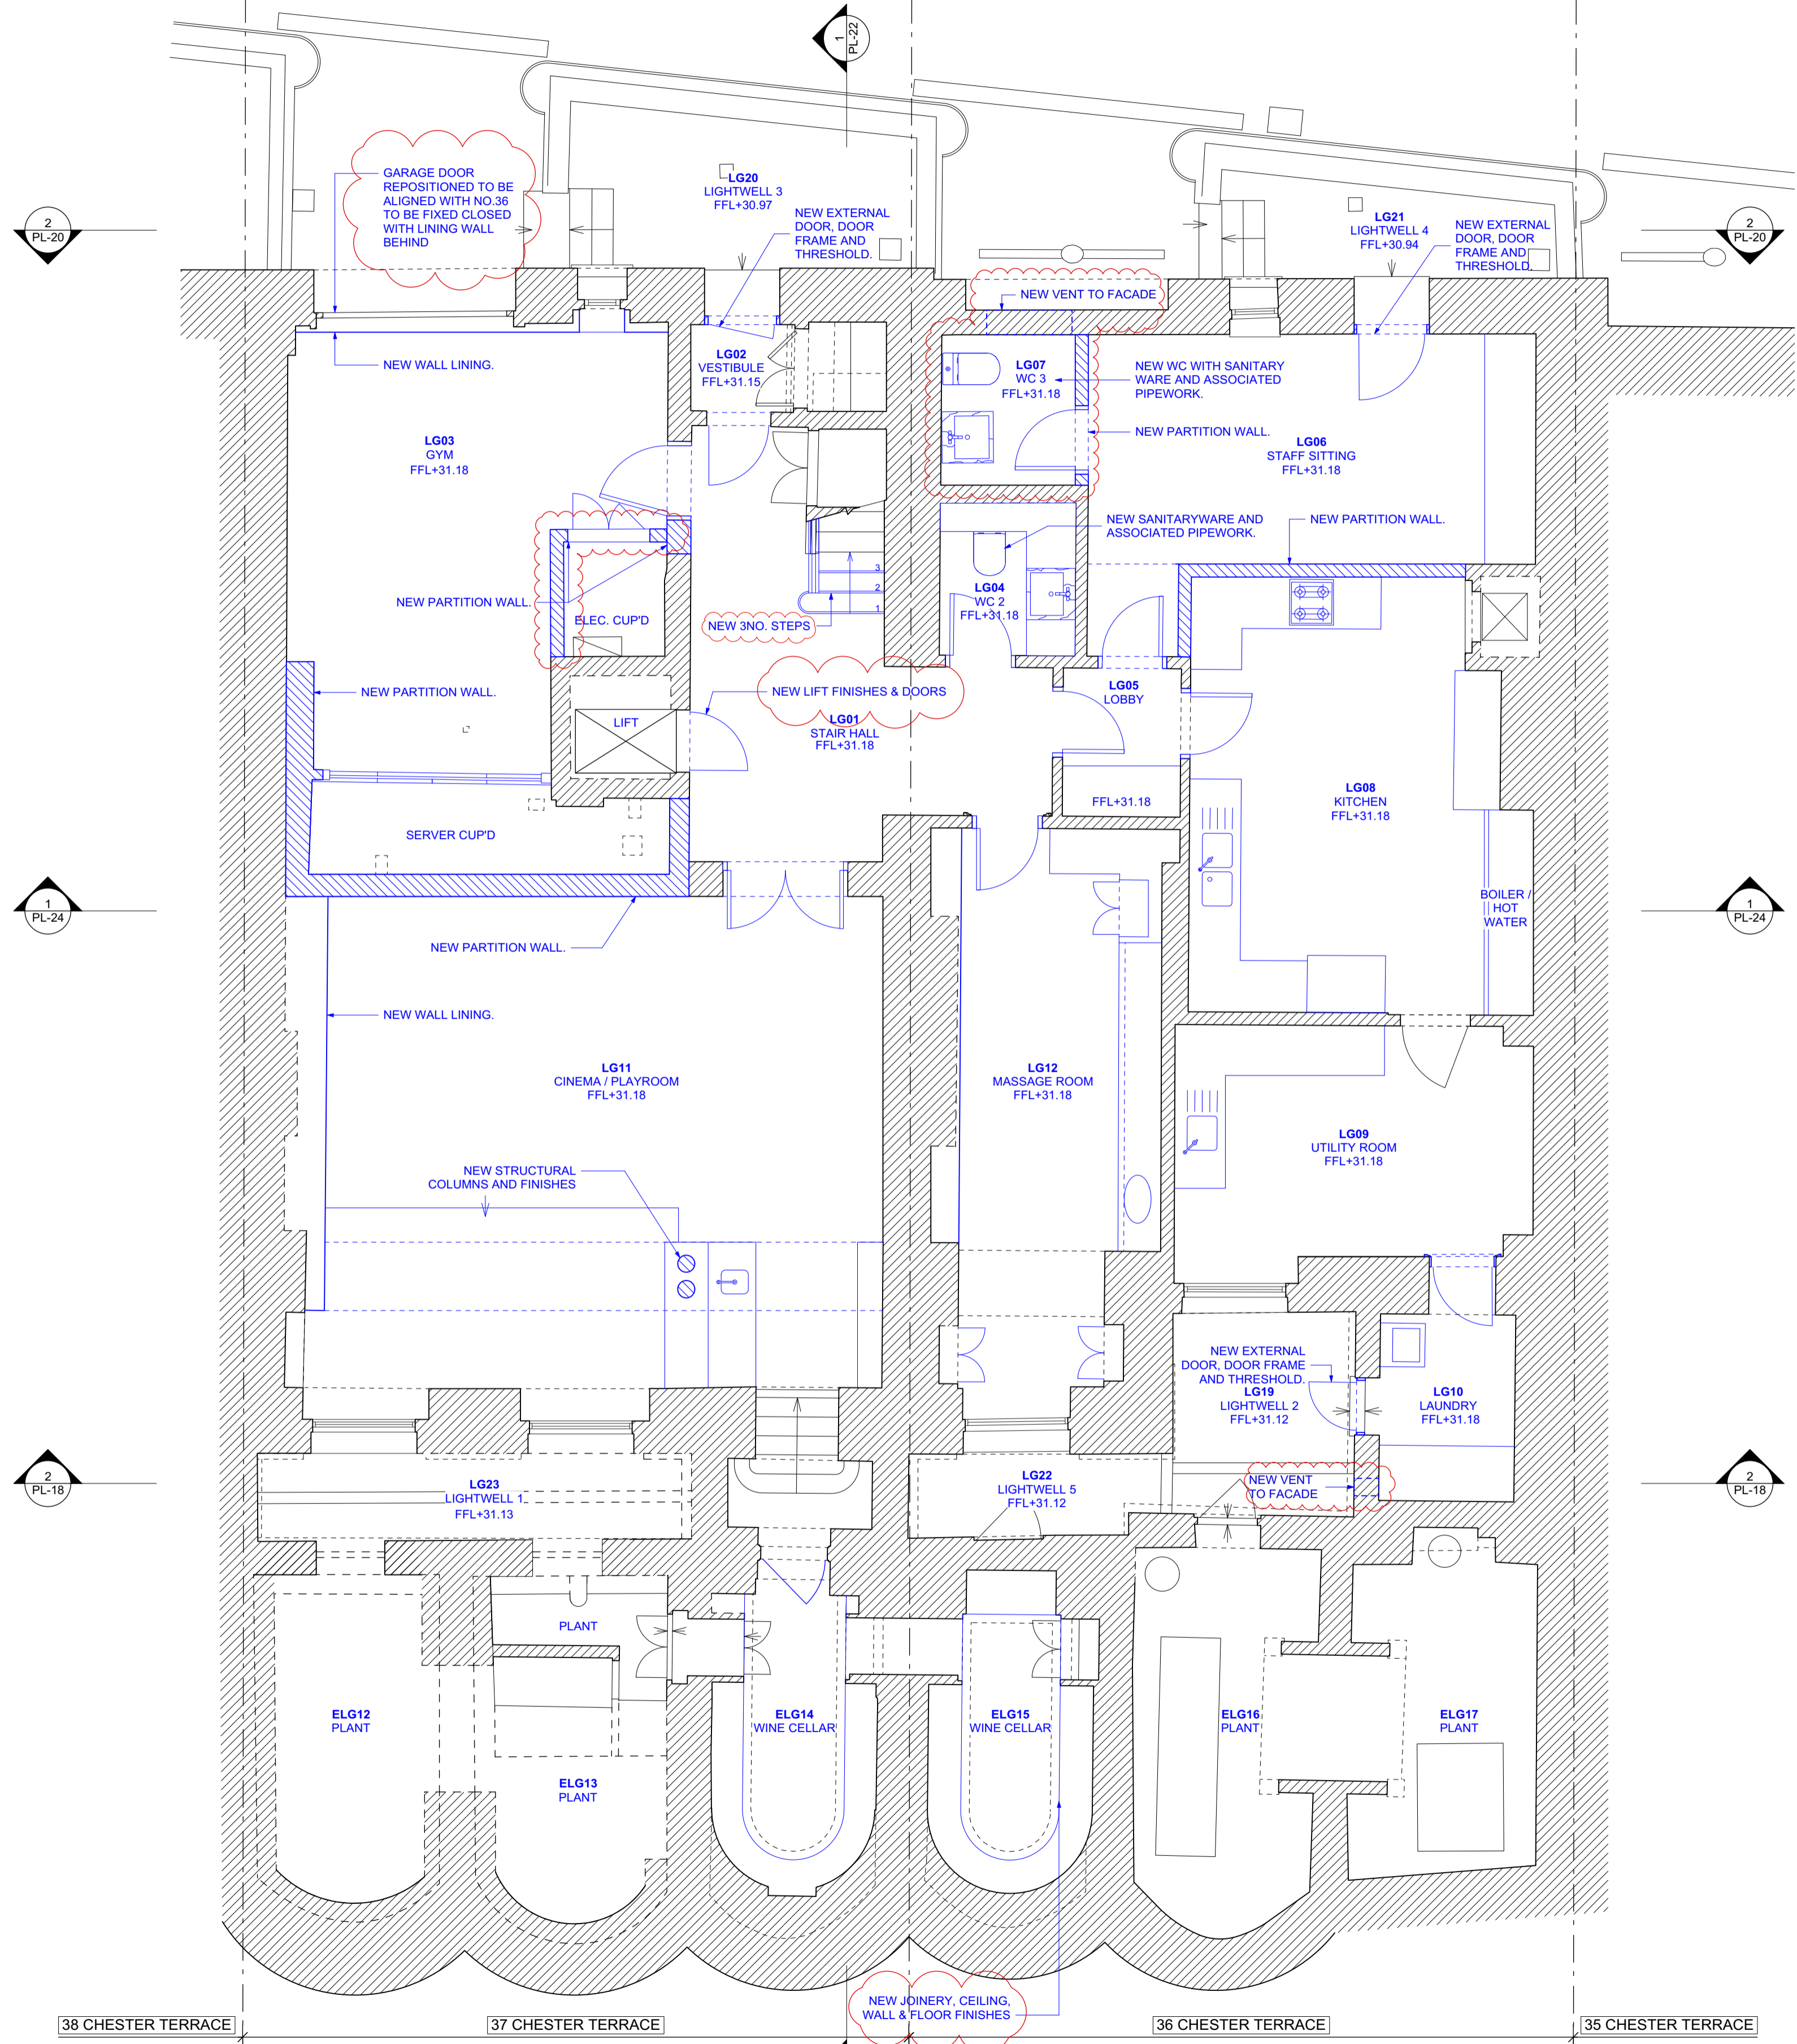 1
PL-22
GARAGE DOOR
REPOSITIONED TO BE
ALIGNED WITH NO.36
TO BE FIXED CLOSED
WITH LINING WALL
BEHIND
LG20
LIGHTWELL 3
FFL+30.97
NEW EXTERNAL
DOOR, DOOR
FRAME AND
THRESHOLD.
LG21
LIGHTWELL 4
FFL+30.94
NEW EXTERNAL
DOOR, DOOR
FRAME AND
THRESHOLD.
2
PL-20
2
PL-20
NEW VENT TO FACADE
NEW WALL LINING.
LG02
VESTIBULE
FFL+31.15
LG07
WC 3
FFL+31.18
NEW WC WITH SANITARY
WARE AND ASSOCIATED
PIPEWORK.
NEW PARTITION WALL.
LG03
GYM
FFL+31.18
LG06
STAFF SITTING
FFL+31.18
NEW SANITARYWARE AND
ASSOCIATED PIPEWORK.
NEW PARTITION WALL.
3
2
1
NEW PARTITION WALL.
ELEC. CUP'D
NEW 3NO. STEPS
LG04
WC 2
FFL+31.18
NEW PARTITION WALL.
NEW LIFT FINISHES & DOORS
LG05
LOBBY
LIFT
LG01
STAIR HALL
FFL+31.18
FFL+31.18
LG08
KITCHEN
FFL+31.18
SERVER CUP'D
1
PL-24
1
PL-24
BOILER /
HOT
WATER
NEW PARTITION WALL.
NEW WALL LINING.
LG11
CINEMA / PLAYROOM
FFL+31.18
LG12
MASSAGE ROOM
FFL+31.18
LG09
UTILITY ROOM
FFL+31.18
NEW STRUCTURAL
COLUMNS AND FINISHES
NEW EXTERNAL
DOOR, DOOR FRAME
AND THRESHOLD.
LG19
LIGHTWELL 2
FFL+31.12
LG10
LAUNDRY
FFL+31.18
2
PL-18
2
PL-18
LG23
LIGHTWELL 1
FFL+31.13
LG22
LIGHTWELL 5
FFL+31.12
NEW VENT
TO FACADE
PLANT
ELG12
PLANT
ELG13
PLANT
ELG14
WINE CELLAR
ELG15
WINE CELLAR
ELG16
PLANT
ELG17
PLANT
NEW JOINERY, CEILING,
WALL & FLOOR FINISHES
38 CHESTER TERRACE
37 CHESTER TERRACE
36 CHESTER TERRACE
35 CHESTER TERRACE